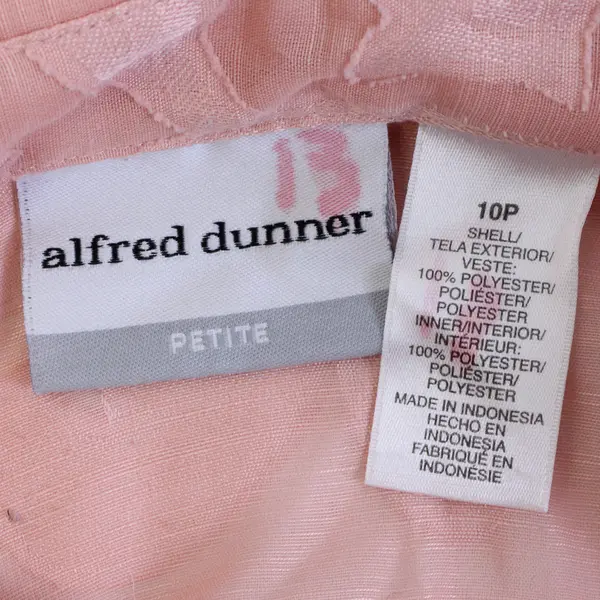 13
alfred dunner
PETITE
10P
SHELL/
TELA EXTERIOR/
VESTE:
100% POLYESTER/
POLIÉSTER/
POLYESTER
INNER/INTERIOR/
INTÉRIEUR:
100% POLYESTER/
POLIÉSTER/
POLYESTER
MADE IN INDONESIA
HECHO EN
INDONESIA
FABRIQUÉ EN
INDONÉSIE